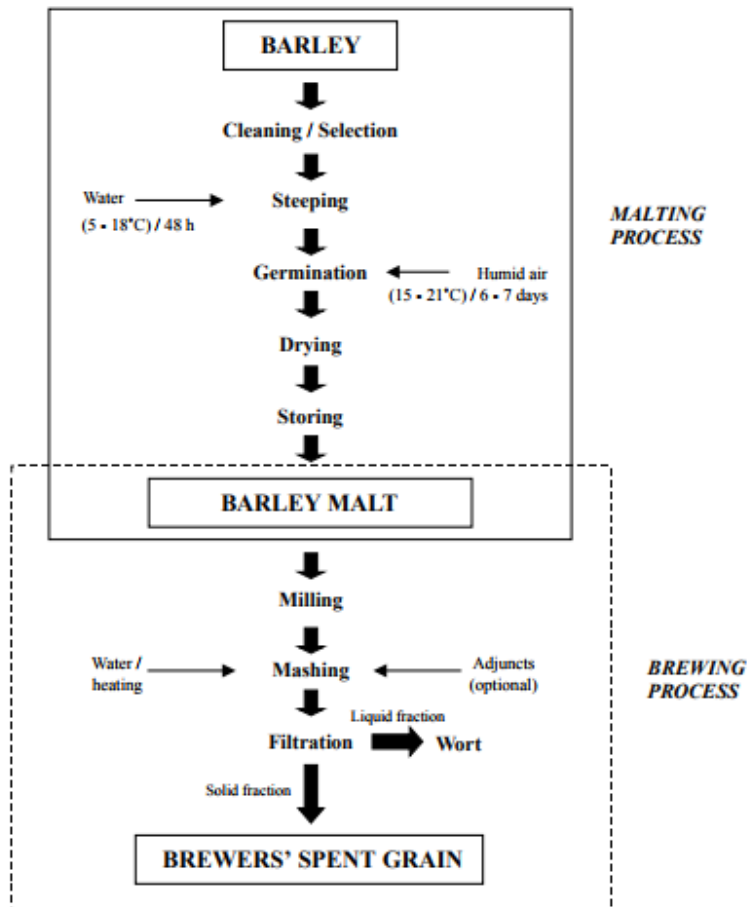 BARLEY
Cleaning / Selection
Water
(5 - 18°C) / 48 h
Steeping
MALTING
PROCESS
Germination
Humid air
(15 - 21°C) / 6 - 7 days
Drying
Storing
BARLEY MALT
Milling
Water /
heating
Mashing
Adjuncts
(optional)
BREWING
PROCESS
Liquid fraction
Filtration
Wort
Solid fraction
BREWERS' SPENT GRAIN